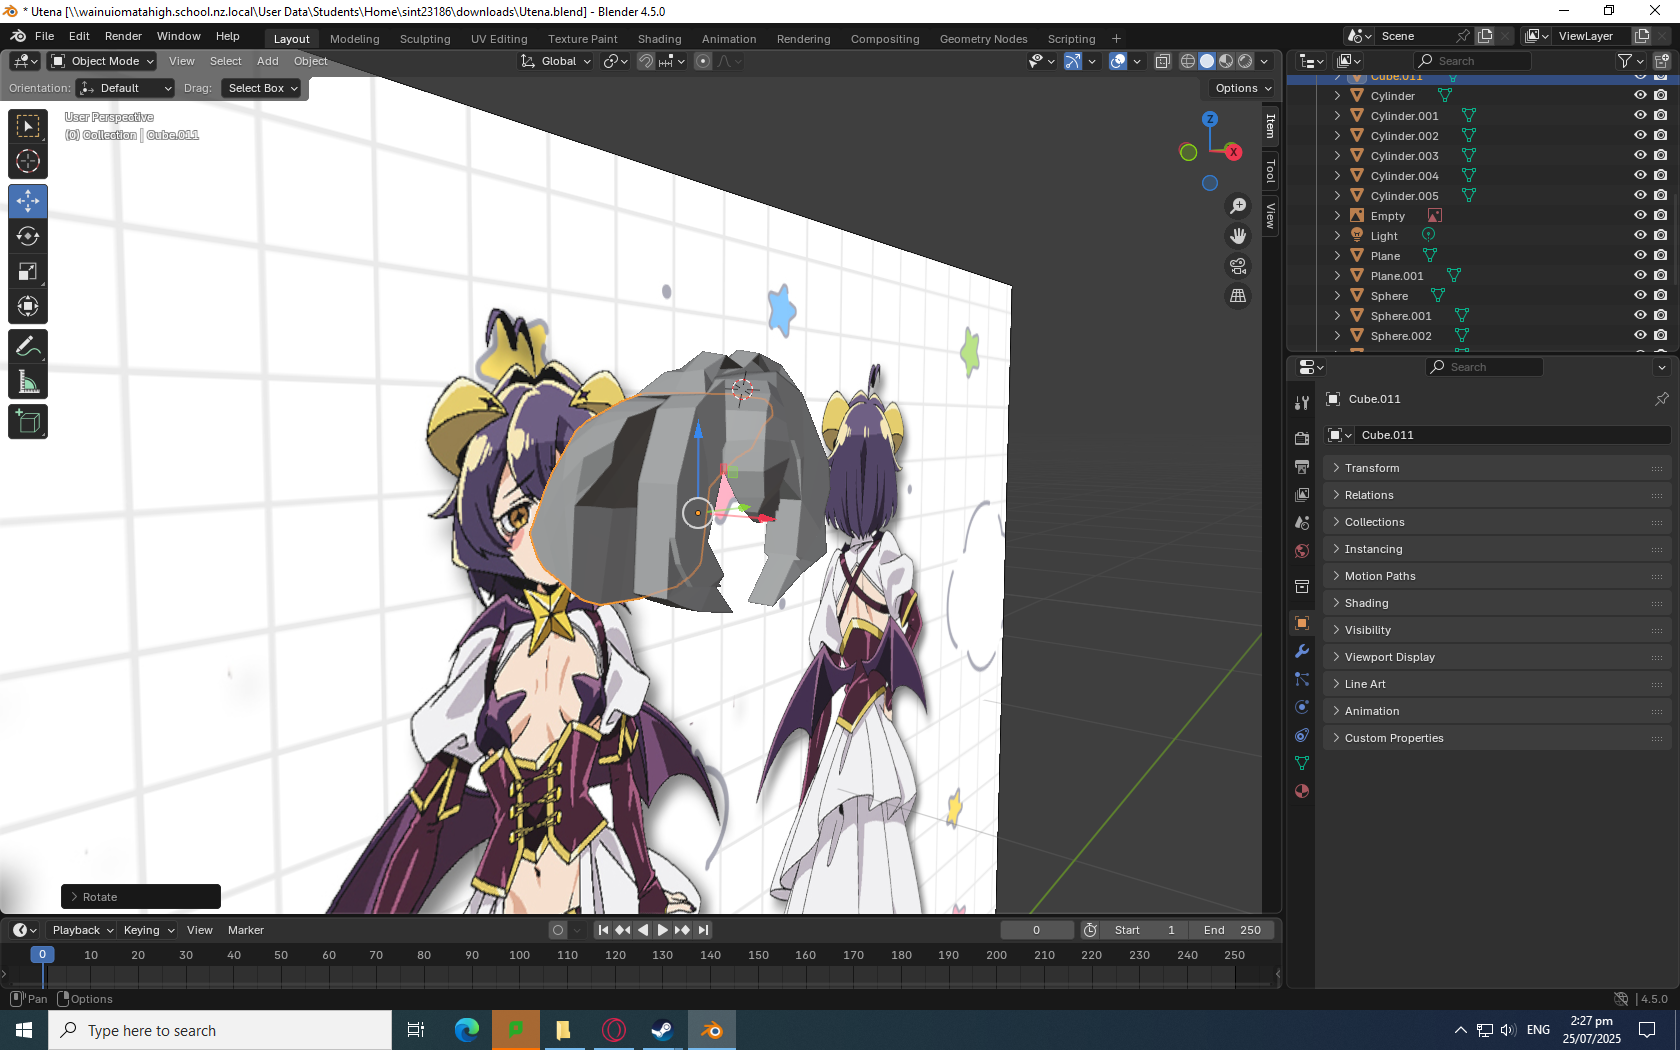 * Utena [\\wainuiomatahigh.school.nz.local\User Data\Students\Home\sint23186\downloads\Utena.blend] - Blender 4.5.0
File Edit Render Window Help
Layout Modeling Sculpting UV Editing Texture Paint Shading Animation Rendering Compositing Geometry Nodes Scripting +
Scene ViewLayer
Object Mode View Select Add Object Global
Orientation: Default Drag: Select Box Options
User Perspective
(0) Collection | Cube.011
Z
X
Item
Tool
View
Rotate
Search
Cube.011
Cylinder
Cylinder.001
Cylinder.002
Cylinder.003
Cylinder.004
Cylinder.005
Empty
Light
Plane
Plane.001
Sphere
Sphere.001
Sphere.002
Search
Cube.011
Cube.011
Transform
Relations
Collections
Instancing
Motion Paths
Shading
Visibility
Viewport Display
Line Art
Animation
Custom Properties
Playback Keying View Marker 0 Start 1 End 250
0 10 20 30 40 50 60 70 80 90 100 110 120 130 140 150 160 170 180 190 200 210 220 230 240 250
Pan Options 4.5.0
Type here to search
ENG
2:27 pm
25/07/2025